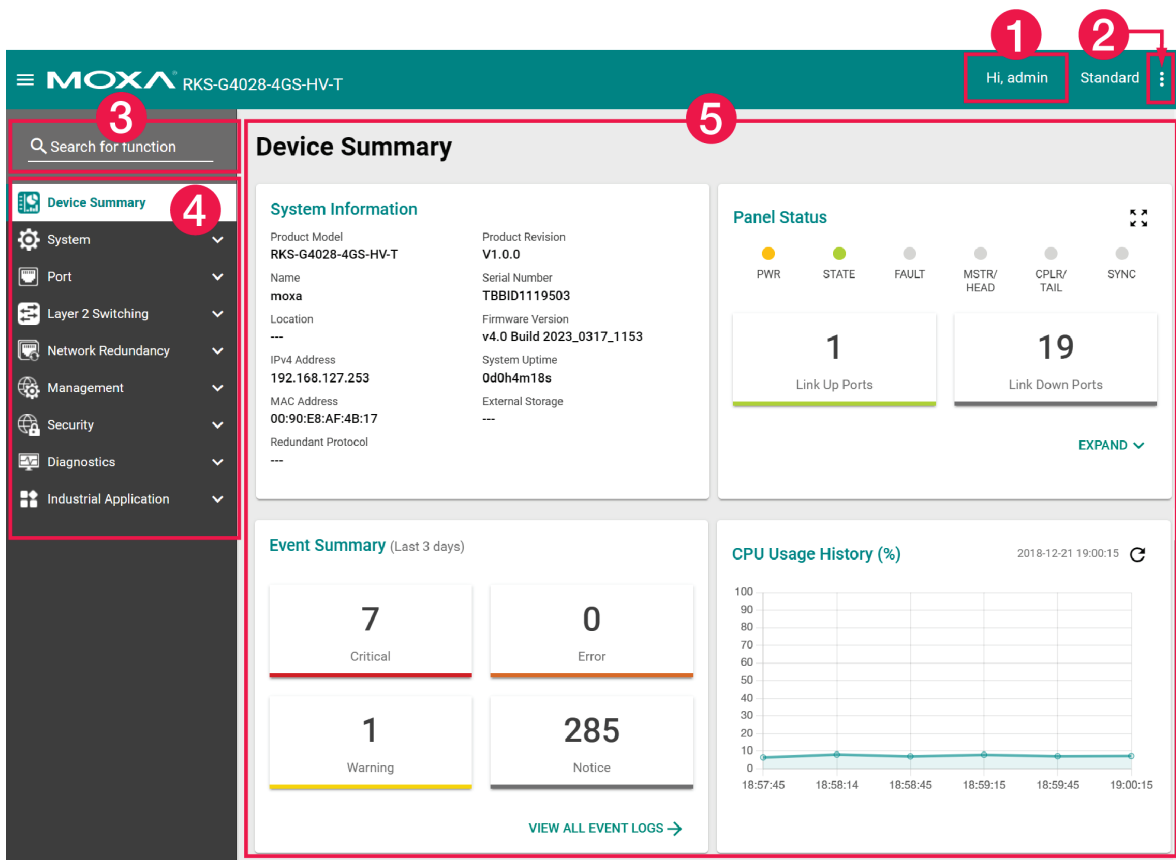 1
2
MOXA RKS-G4028-4GS-HV-T
Hi, admin
Standard
3
Search for function
4
Device Summary
System
Port
Layer 2 Switching
Network Redundancy
Management
Security
Diagnostics
Industrial Application
5
Device Summary
System Information
Product Model
RKS-G4028-4GS-HV-T
Product Revision
V1.0.0
Name
moxa
Serial Number
TBBID1119503
Location
---
Firmware Version
v4.0 Build 2023_0317_1153
IPv4 Address
192.168.127.253
System Uptime
0d0h4m18s
MAC Address
00:90:E8:AF:4B:17
External Storage
---
Redundant Protocol
---
Panel Status
PWR
STATE
FAULT
MSTR/
HEAD
CPLR/
TAIL
SYNC
1
Link Up Ports
19
Link Down Ports
EXPAND
Event Summary (Last 3 days)
7
Critical
0
Error
1
Warning
285
Notice
VIEW ALL EVENT LOGS
CPU Usage History (%)
2018-12-21 19:00:15
100
90
80
70
60
50
40
30
20
10
0
18:57:45
18:58:14
18:58:45
18:59:15
18:59:45
19:00:15